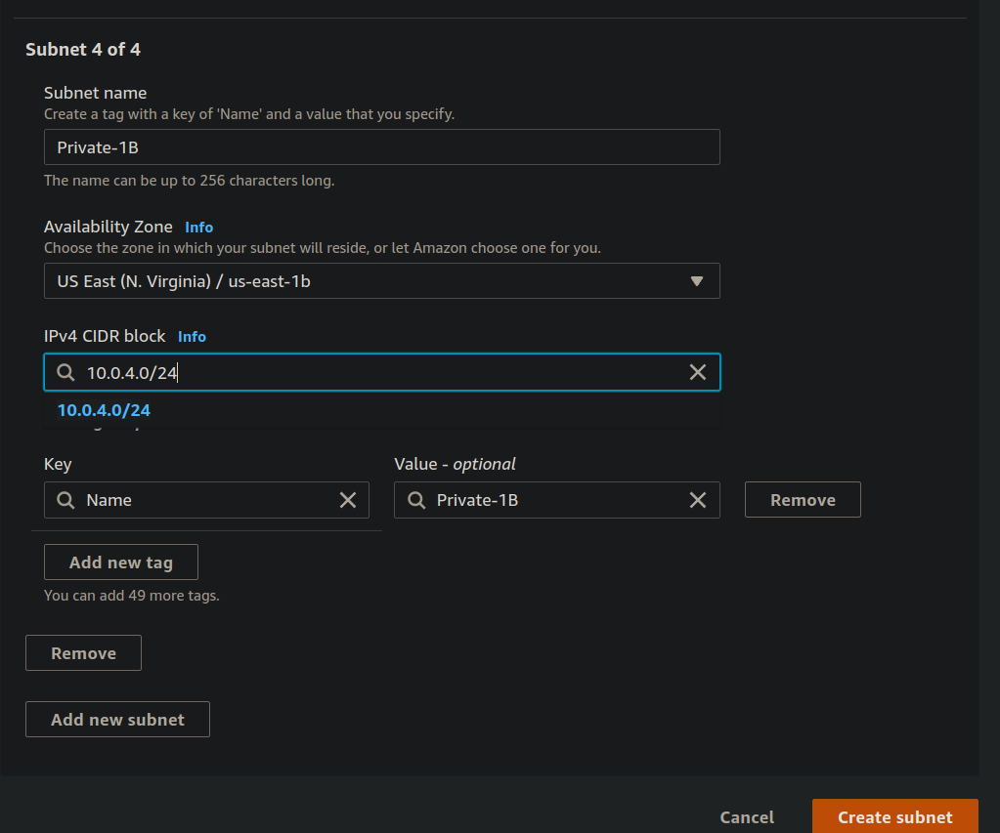 Subnet 4 of 4
Subnet name
Create a tag with a key of 'Name' and a value that you specify.
Private-1B
The name can be up to 256 characters long.
Availability Zone Info
Choose the zone in which your subnet will reside, or let Amazon choose one for you.
US East (N. Virginia) / us-east-1b
IPv4 CIDR block Info
10.0.4.0/24
10.0.4.0/24
Key
Value - optional
Name
Private-1B
Remove
Add new tag
You can add 49 more tags.
Remove
Add new subnet
Cancel
Create subnet